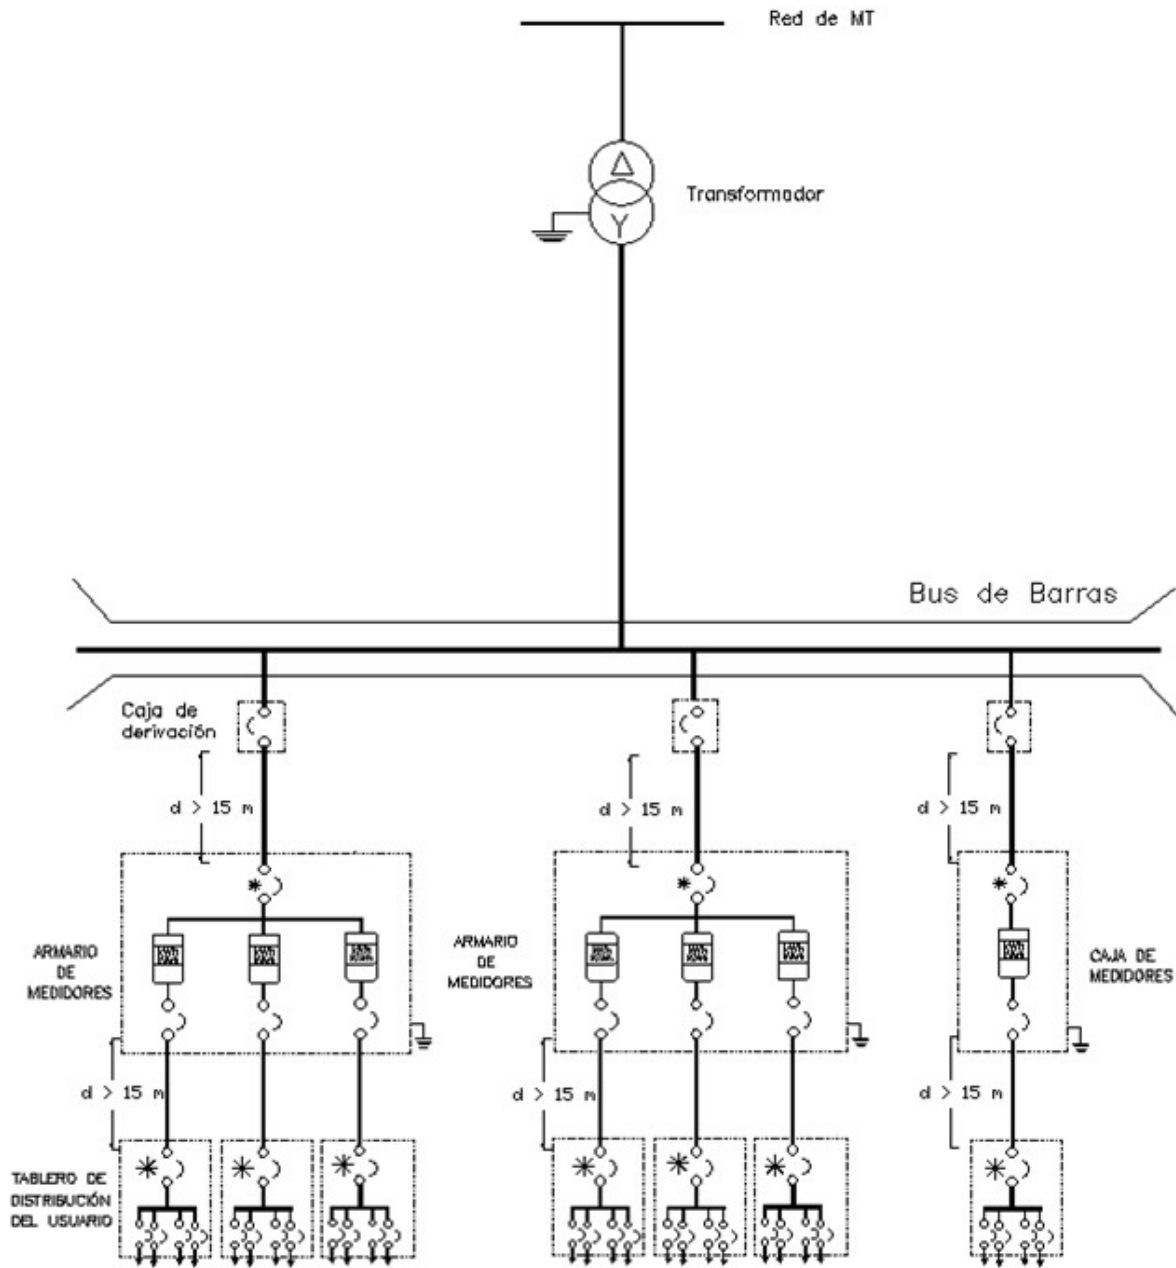 Red de MT
Δ
Transformador
Y
Bus de Barras
Caja de
derivación
d > 15 m
d > 15 m
d > 15 m
*
*
*
ARMARIO
DE
MEDIDORES
ARMARIO
DE
MEDIDORES
CAJA DE
MEDIDORES
d > 15 m
d > 15 m
d > 15 m
*
*
*
*
*
*
*
TABLERO DE
DISTRIBUCIÓN
DEL USUARIO